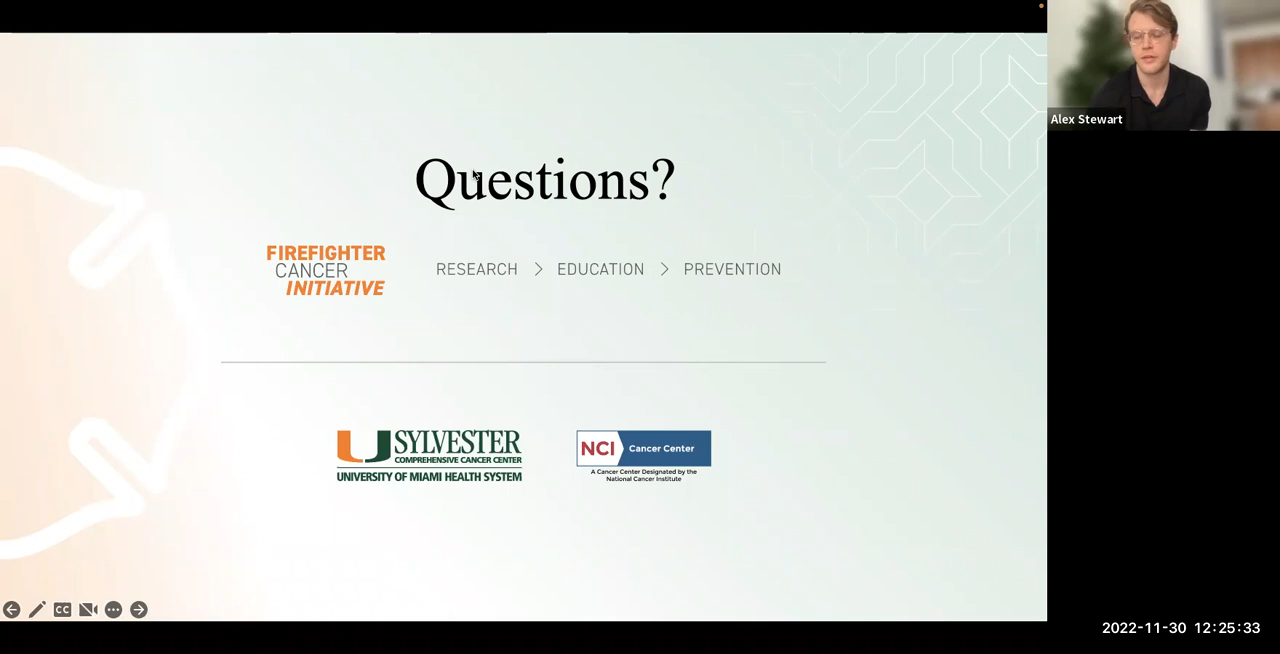 Questions?
FIREFIGHTER
CANCER
INITIATIVE
RESEARCH > EDUCATION > PREVENTION
U SYLVESTER
COMPREHENSIVE CANCER CENTER
UNIVERSITY OF MIAMI HEALTH SYSTEM
NCI Cancer Center
A Cancer Center Designated by the
National Cancer Institute
Alex Stewart
CC
2022-11-30 12:25:33